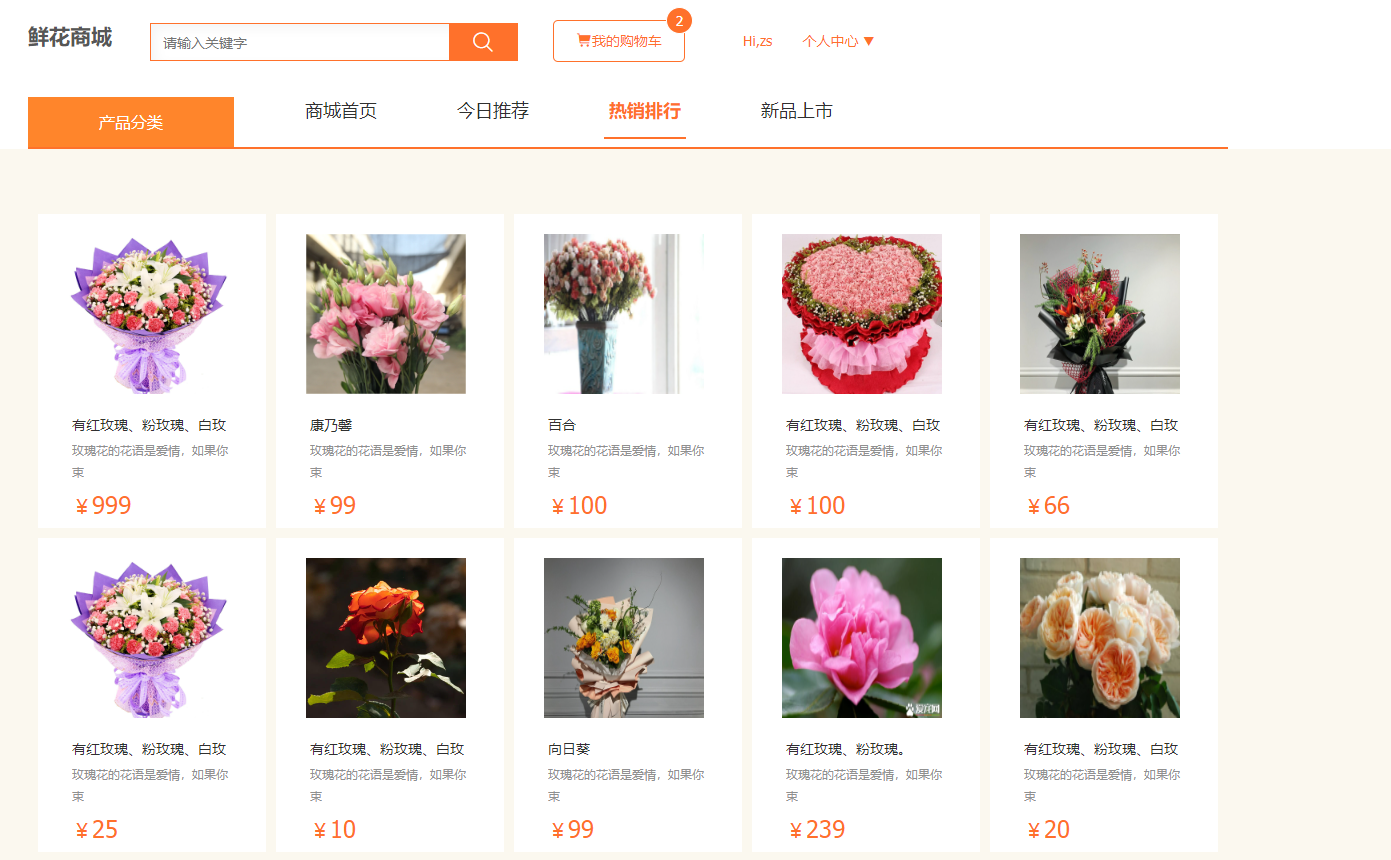 鲜花商城
请输入关键字
我的购物车
2
Hi,zs
个人中心▼
产品分类
商城首页
今日推荐
热销排行
新品上市
有红玫瑰、粉玫瑰、白玫
玫瑰花的花语是爱情，如果你
束
￥999
康乃馨
玫瑰花的花语是爱情，如果你
束
￥99
百合
玫瑰花的花语是爱情，如果你
束
￥100
有红玫瑰、粉玫瑰、白玫
玫瑰花的花语是爱情，如果你
束
￥100
有红玫瑰、粉玫瑰、白玫
玫瑰花的花语是爱情，如果你
束
￥66
有红玫瑰、粉玫瑰、白玫
玫瑰花的花语是爱情，如果你
束
￥25
有红玫瑰、粉玫瑰、白玫
玫瑰花的花语是爱情，如果你
束
￥10
向日葵
玫瑰花的花语是爱情，如果你
束
￥99
有红玫瑰、粉玫瑰。
玫瑰花的花语是爱情，如果你
束
￥239
有红玫瑰、粉玫瑰、白玫
玫瑰花的花语是爱情，如果你
束
￥20